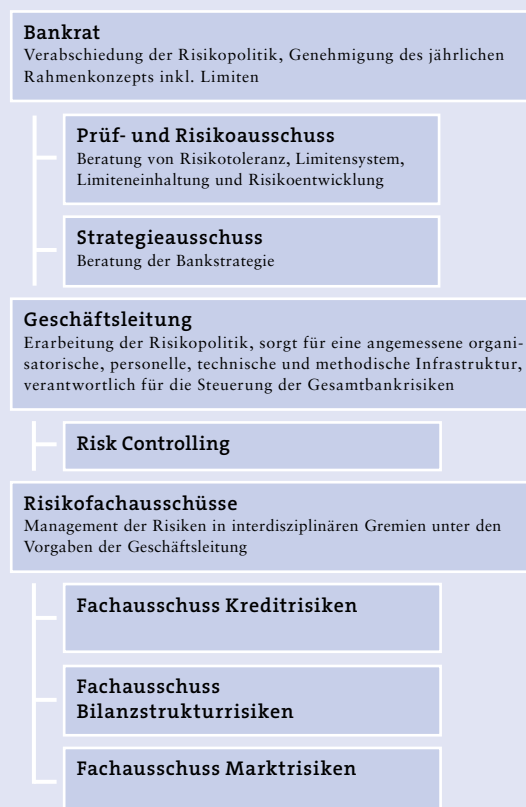 Bankrat
Verabschiedung der Risikopolitik, Genehmigung des jährlichen
Rahmenkonzepts inkl. Limiten
Prüf- und Risikoausschuss
Beratung von Risikotoleranz, Limitensystem,
Limiteneinhaltung und Risikoentwicklung
Strategieausschuss
Beratung der Bankstrategie
Geschäftsleitung
Erarbeitung der Risikopolitik, sorgt für eine angemessene organi-
satorische, personelle, technische und methodische Infrastruktur,
verantwortlich für die Steuerung der Gesamtbankrisiken
Risk Controlling
Risikofachausschüsse
Management der Risiken in interdisziplinären Gremien unter den
Vorgaben der Geschäftsleitung
Fachausschuss Kreditrisiken
Fachausschuss
Bilanzstrukturrisiken
Fachausschuss Marktrisiken